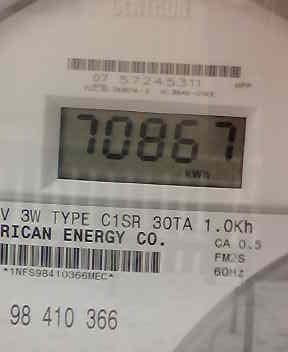 07 57245311
70867
kWh
V 3W TYPE C1SR 30TA 1.0Kh
RICAN ENERGY CO.
CA 0.5
FM2S
60Hz
*1NFS98410366MEC*
98 410 366